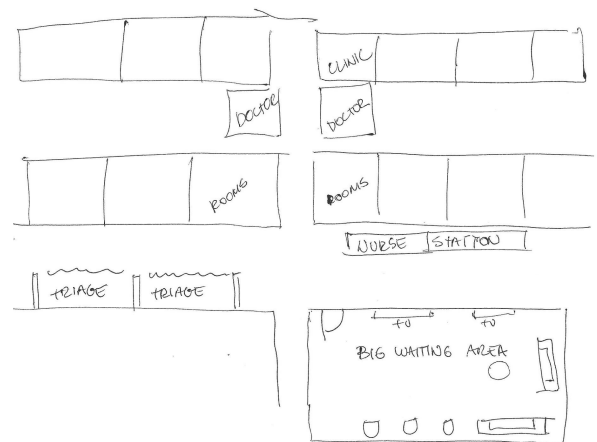 CLINIC
DOCTOR
DOCTOR
ROOMS
ROOMS
NURSE STATION
TRIAGE
TRIAGE
TV
TV
BIG WAITING AREA